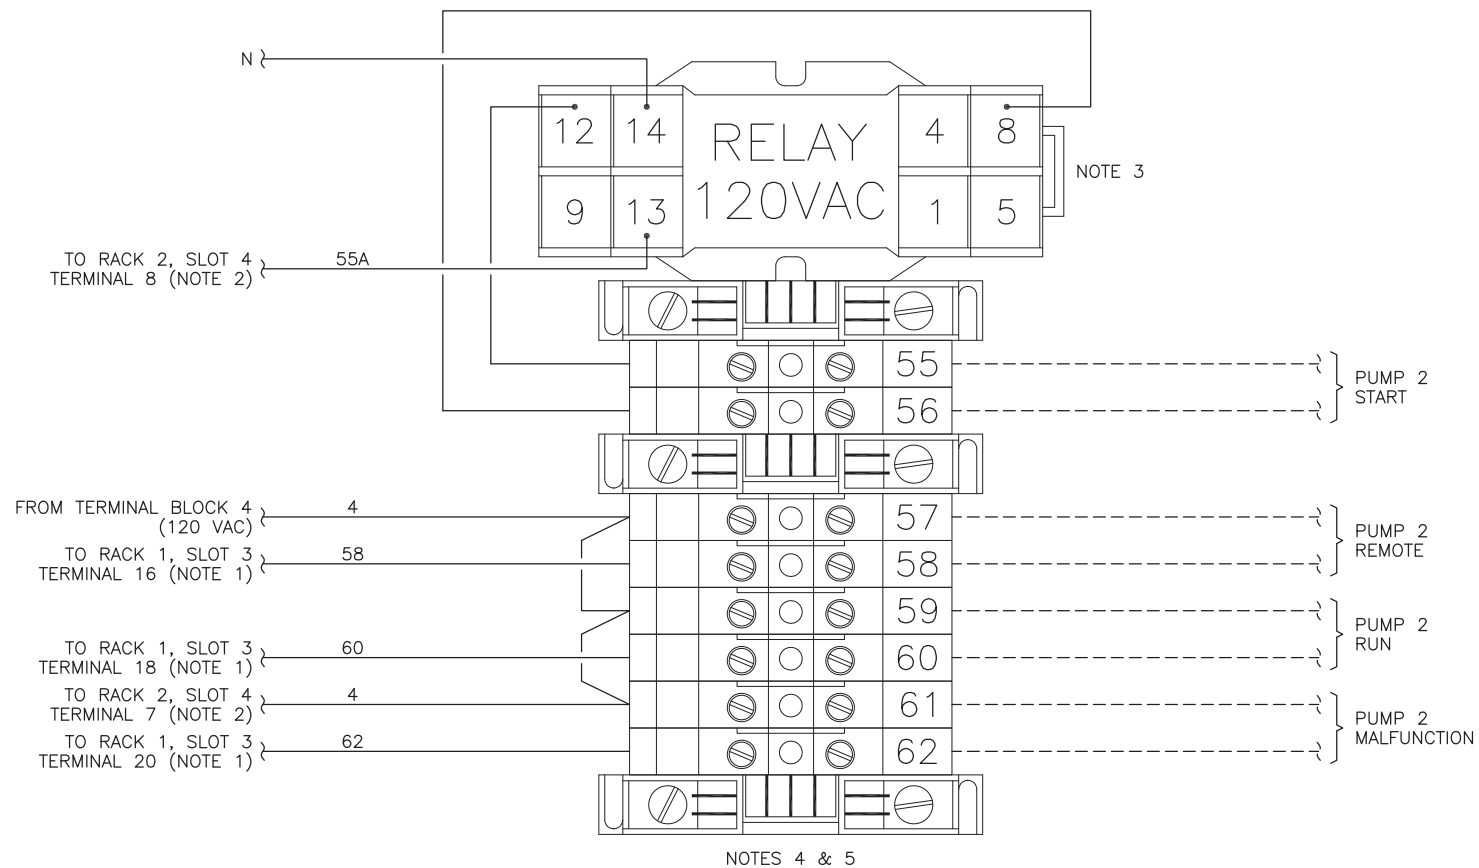 N
12
14
RELAY
120VAC
4
8
NOTE 3
9
13
1
5
TO RACK 2, SLOT 4
TERMINAL 8 (NOTE 2)
55A
55
56
PUMP 2
START
FROM TERMINAL BLOCK 4
(120 VAC)
4
57
PUMP 2
REMOTE
TO RACK 1, SLOT 3
TERMINAL 16 (NOTE 1)
58
58
59
PUMP 2
RUN
TO RACK 1, SLOT 3
TERMINAL 18 (NOTE 1)
60
60
TO RACK 2, SLOT 4
TERMINAL 7 (NOTE 2)
4
61
PUMP 2
MALFUNCTION
TO RACK 1, SLOT 3
TERMINAL 20 (NOTE 1)
62
62
NOTES 4 & 5